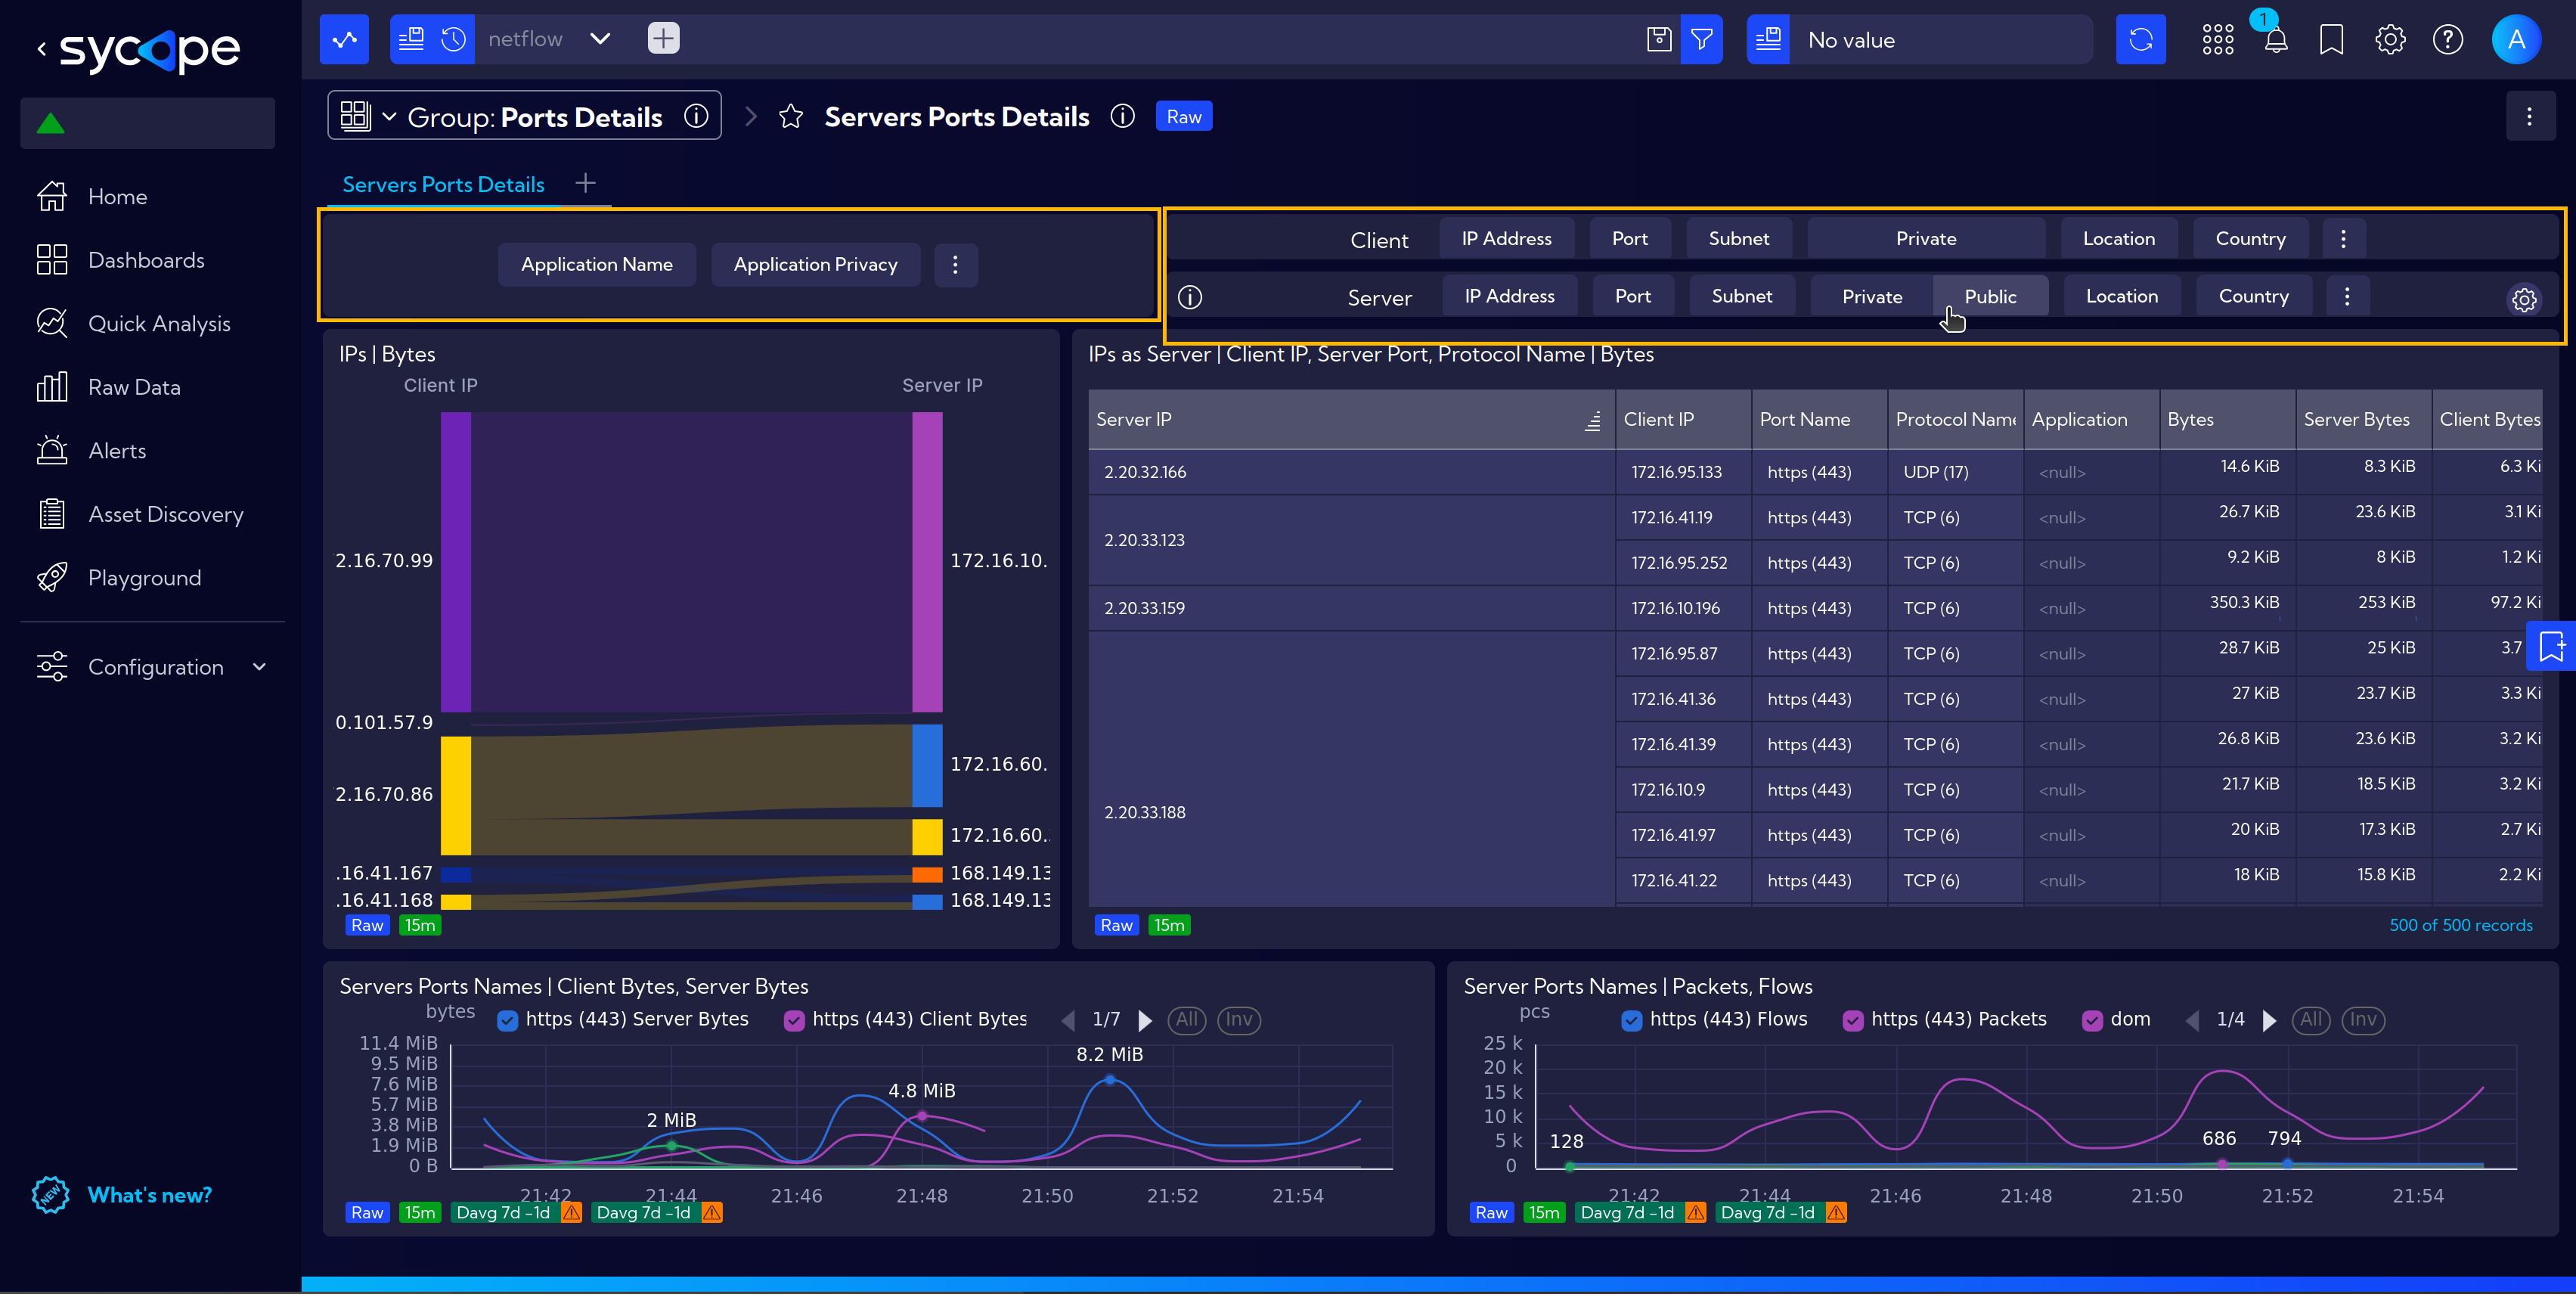 sycope
netflow
No value
1
A
Group: Ports Details
Servers Ports Details
Raw
Home
Dashboards
Quick Analysis
Raw Data
Alerts
Asset Discovery
Playground
Configuration
NEW
What's new?
Servers Ports Details
Application Name
Application Privacy
Client
IP Address
Port
Subnet
Private
Location
Country
Server
IP Address
Port
Subnet
Private
Public
Location
Country
IPs | Bytes
Client IP
Server IP
2.16.70.99
172.16.10.
0.101.57.9
172.16.60.
2.16.70.86
172.16.60.
.16.41.167
168.149.13
.16.41.168
168.149.13
Raw 15m
IPs as Server | Client IP, Server Port, Protocol Name | Bytes
Server IP Client IP Port Name Protocol Name Application Bytes Server Bytes Client Bytes
2.20.32.166 172.16.95.133 https (443) UDP (17) <null> 14.6 KiB 8.3 KiB 6.3 Ki
2.20.33.123 172.16.41.19 https (443) TCP (6) <null> 26.7 KiB 23.6 KiB 3.1 Ki
172.16.95.252 https (443) TCP (6) <null> 9.2 KiB 8 KiB 1.2 Ki
2.20.33.159 172.16.10.196 https (443) TCP (6) <null> 350.3 KiB 253 KiB 97.2 Ki
2.20.33.188 172.16.95.87 https (443) TCP (6) <null> 28.7 KiB 25 KiB 3.7
172.16.41.36 https (443) TCP (6) <null> 27 KiB 23.7 KiB 3.3 Ki
172.16.41.39 https (443) TCP (6) <null> 26.8 KiB 23.6 KiB 3.2 Ki
172.16.10.9 https (443) TCP (6) <null> 21.7 KiB 18.5 KiB 3.2 Ki
172.16.41.97 https (443) TCP (6) <null> 20 KiB 17.3 KiB 2.7 Ki
172.16.41.22 https (443) TCP (6) <null> 18 KiB 15.8 KiB 2.2 Ki
Raw 15m
500 of 500 records
Servers Ports Names | Client Bytes, Server Bytes
bytes
https (443) Server Bytes
https (443) Client Bytes
1/7
All
Inv
11.4 MiB
9.5 MiB
7.6 MiB
5.7 MiB
3.8 MiB
1.9 MiB
0 B
2 MiB
4.8 MiB
8.2 MiB
21:42 21:44 21:46 21:48 21:50 21:52 21:54
Raw 15m Davg 7d -1d Davg 7d -1d
Server Ports Names | Packets, Flows
pcs
https (443) Flows
https (443) Packets
dom
1/4
All
Inv
25 k
20 k
15 k
10 k
5 k
0
128
686
794
21:42 21:44 21:46 21:48 21:50 21:52 21:54
Raw 15m Davg 7d -1d Davg 7d -1d